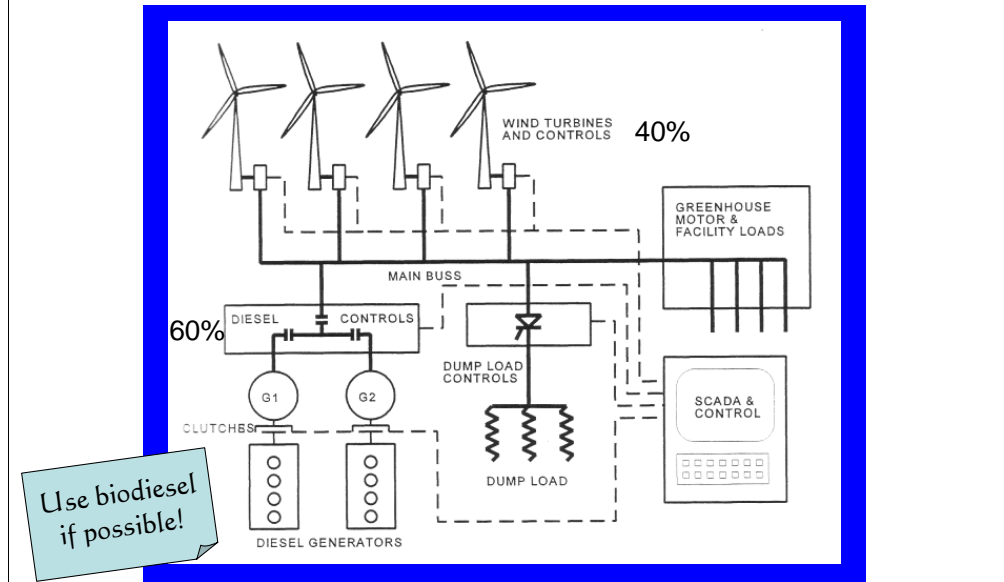 WIND TURBINES
AND CONTROLS
40%
GREENHOUSE
MOTOR &
FACILITY LOADS
MAIN BUSS
60%
DIESEL CONTROLS
DUMP LOAD
CONTROLS
G1
G2
SCADA &
CONTROL
CLUTCHES
DUMP LOAD
Use biodiesel
if possible!
DIESEL GENERATORS